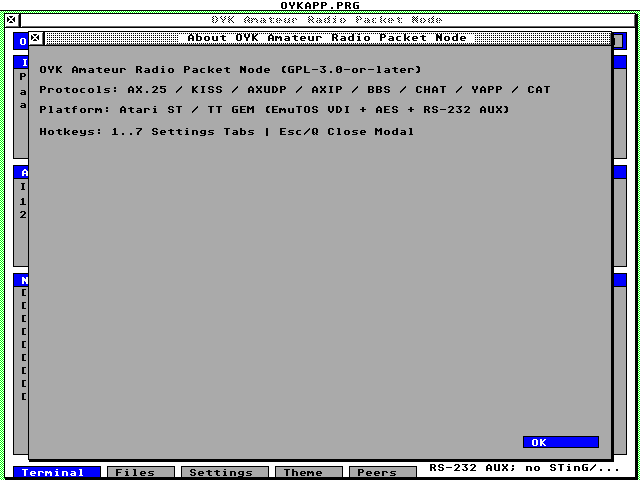 OYKAPP.PRG
OYK Amateur Radio Packet Node
About OYK Amateur Radio Packet Node
OYK Amateur Radio Packet Node (GPL-3.0-or-later)
Protocols: AX.25 / KISS / AXUDP / AXIP / BBS / CHAT / YAPP / CAT
Platform: Atari ST / TT GEM (EmuTOS VDI + AES + RS-232 AUX)
Hotkeys: 1..7 Settings Tabs | Esc/Q Close Modal
OK
Terminal Files Settings Theme Peers RS-232 AUX; no STinG/...